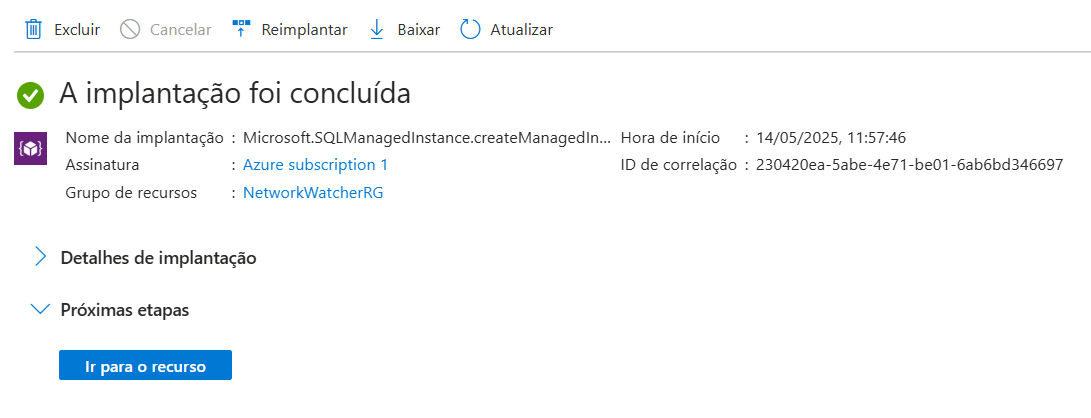 Excluir Cancelar Reimplantar Baixar Atualizar
A implantação foi concluída
Nome da implantação : Microsoft.SQLManagedInstance.createManagedIn... Hora de início : 14/05/2025, 11:57:46
Assinatura : Azure subscription 1 ID de correlação : 230420ea-5abe-4e71-be01-6ab6bd346697
Grupo de recursos : NetworkWatcherRG
Detalhes de implantação
Próximas etapas
Ir para o recurso